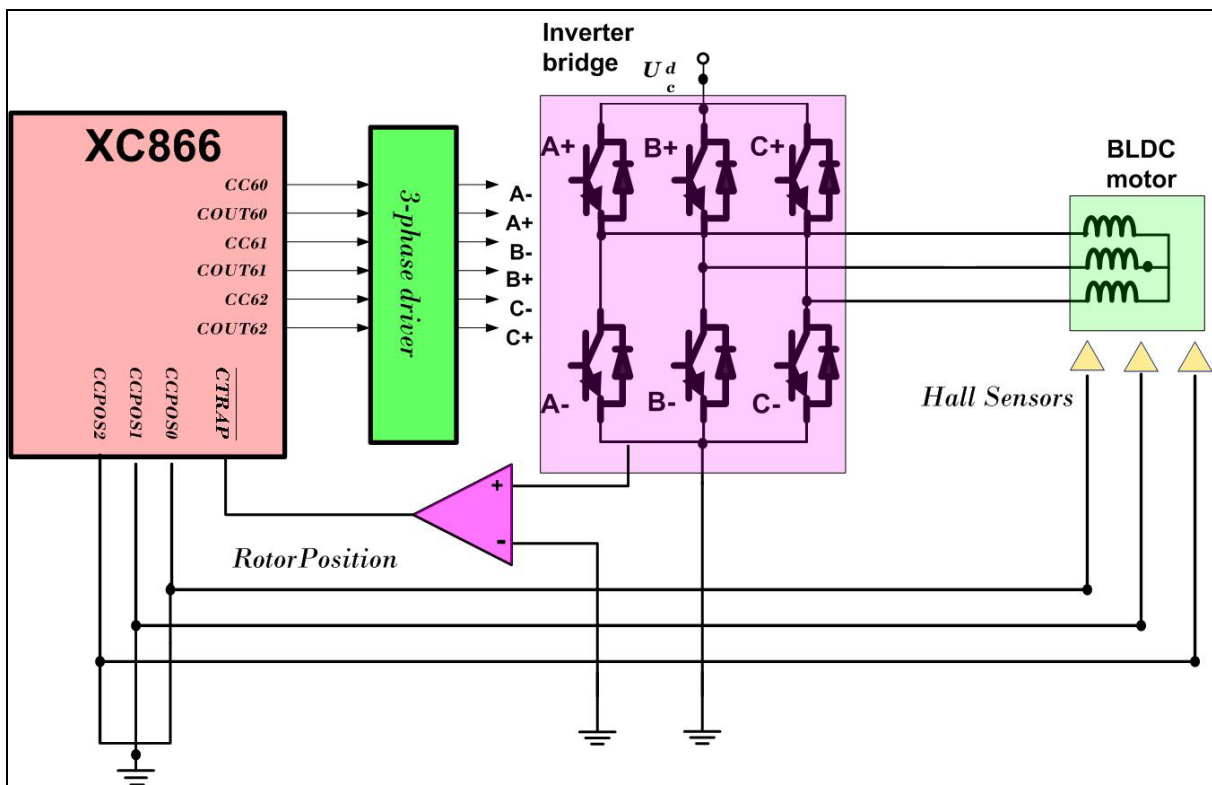 Inverter
bridge
U d c
XC866
CC60
COUT60
CC61
COUT61
CC62
COUT62
CCPOS2
CCPOS1
CCPOS0
CTRAP
3-phase driver
A-
A+
B-
B+
C-
C+
A+
B+
C+
A-
B-
C-
BLDC
motor
Hall Sensors
+
-
RotorPosition